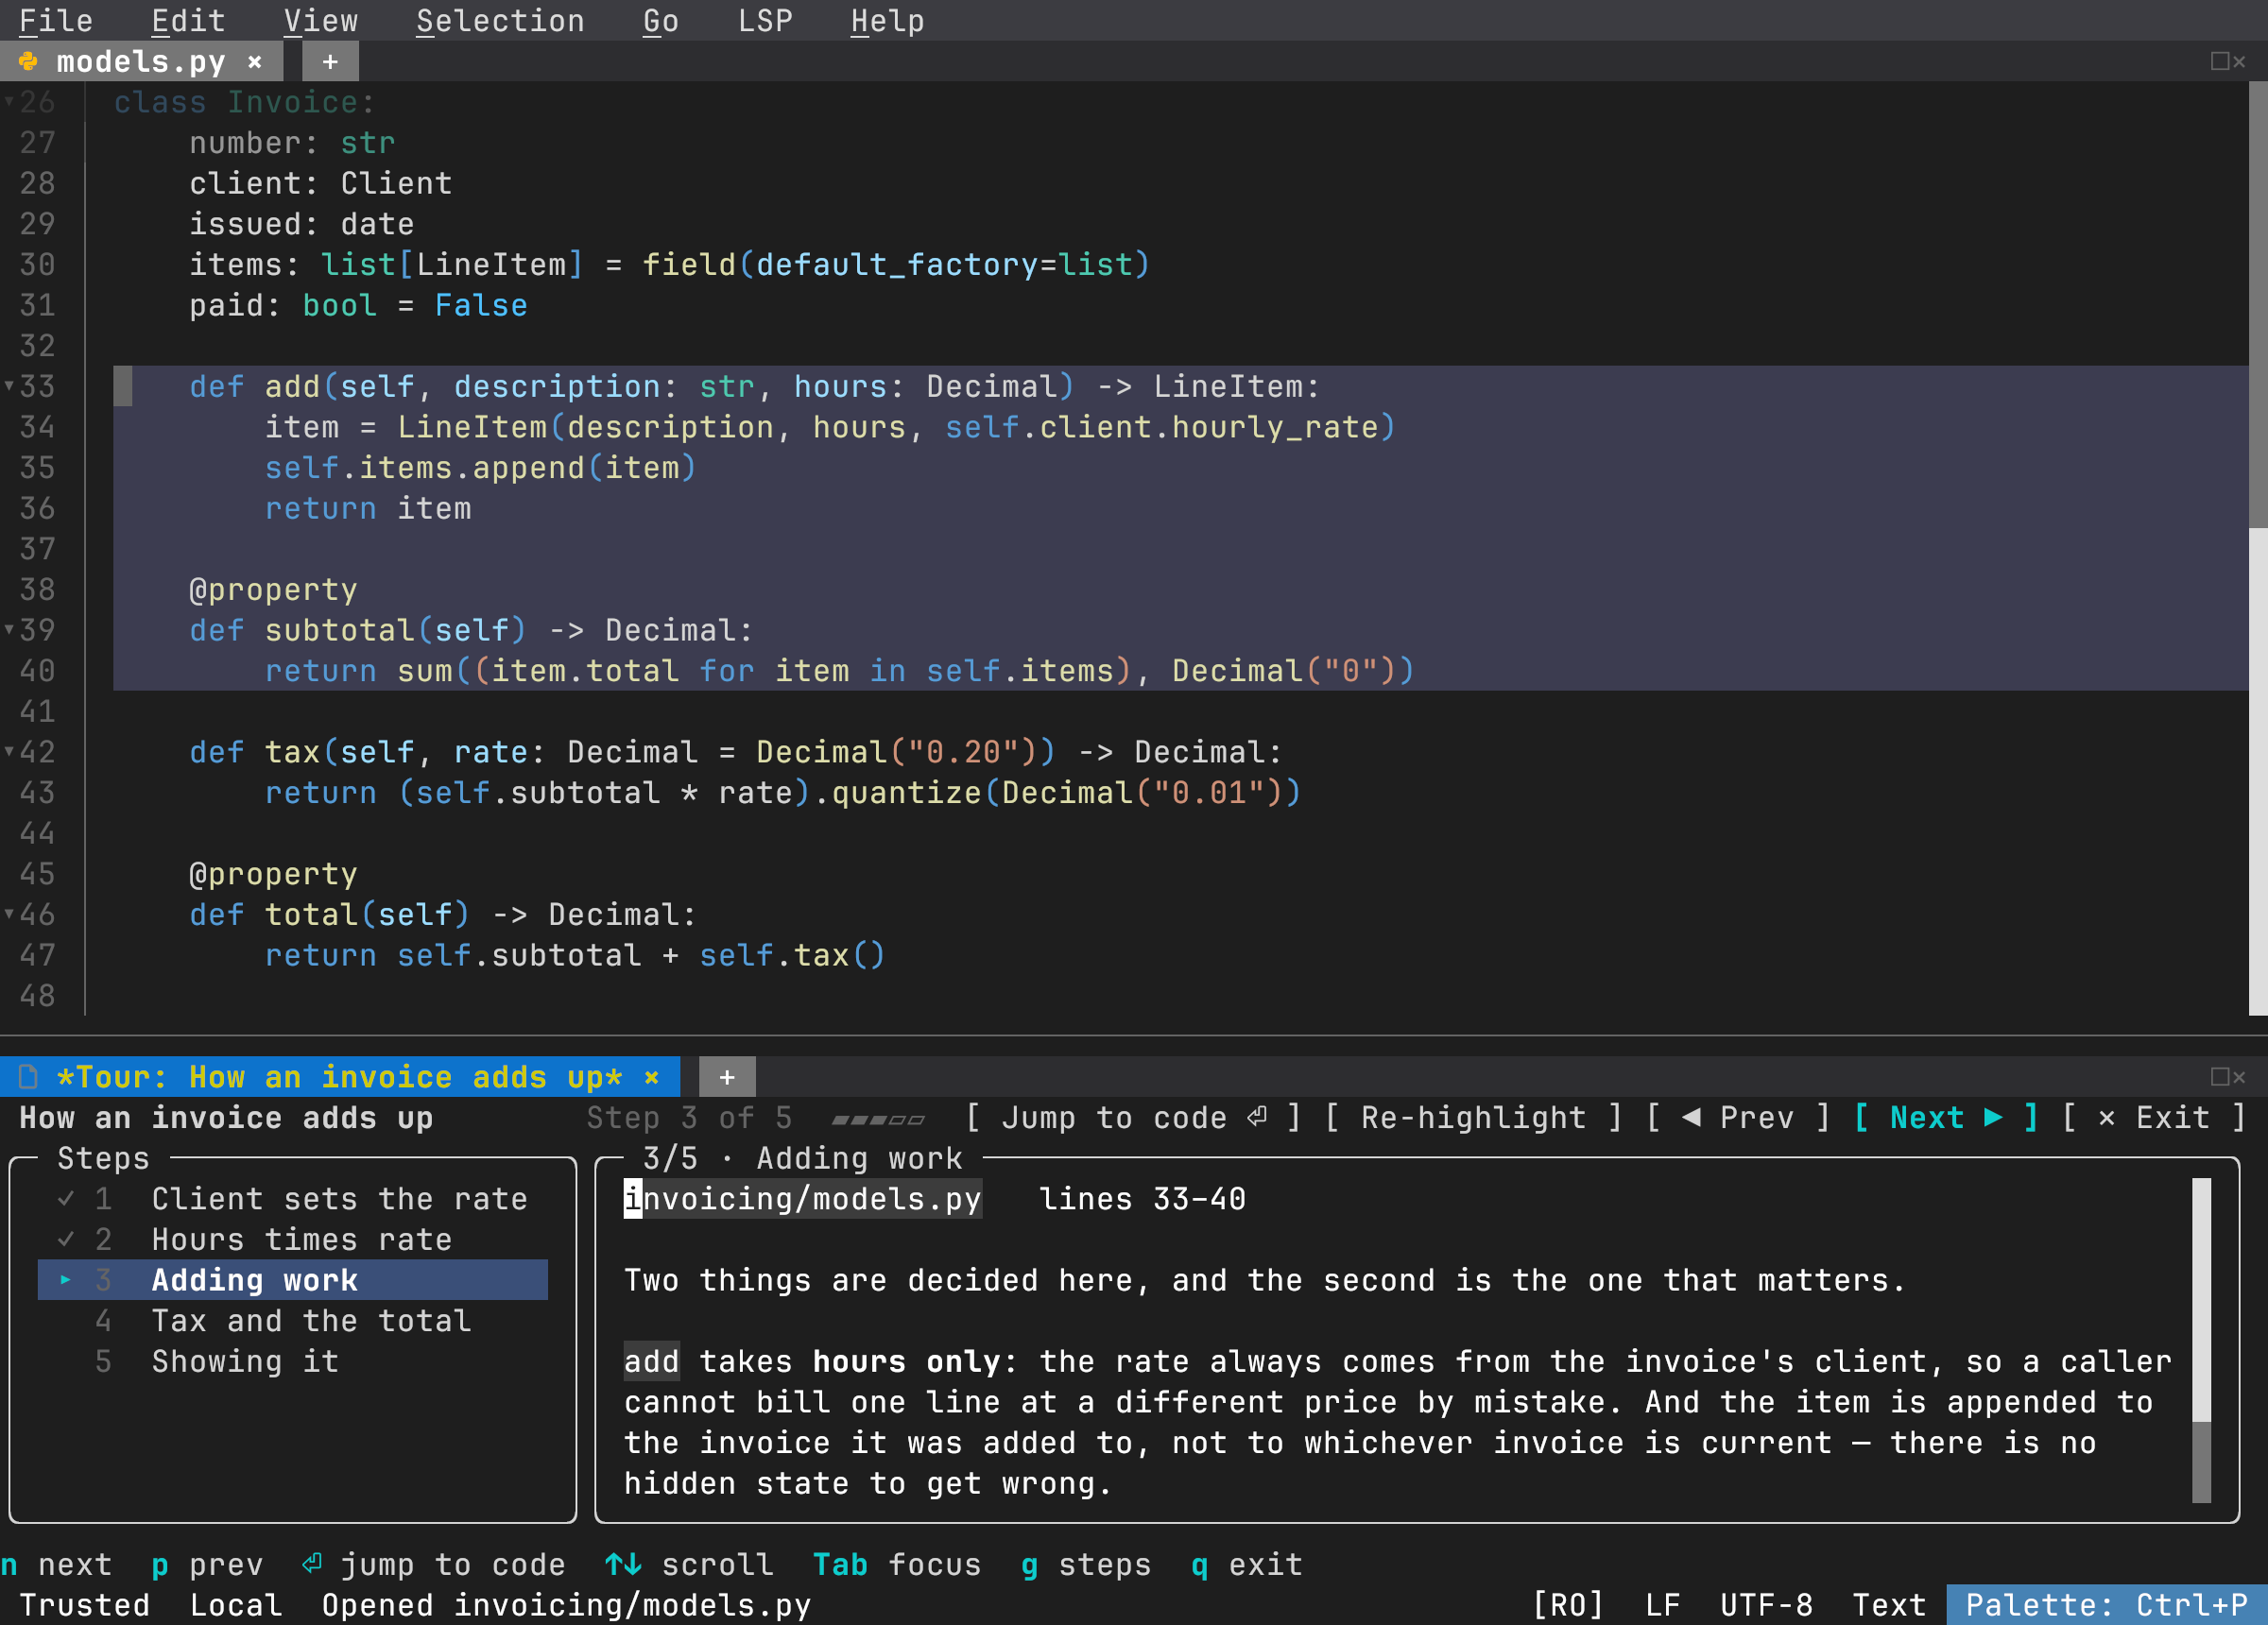 File Edit View Selection Go LSP Help
models.py × +
26 class Invoice:
27     number: str
28     client: Client
29     issued: date
30     items: list[LineItem] = field(default_factory=list)
31     paid: bool = False
32
33     def add(self, description: str, hours: Decimal) -> LineItem:
34         item = LineItem(description, hours, self.client.hourly_rate)
35         self.items.append(item)
36         return item
37
38     @property
39     def subtotal(self) -> Decimal:
40         return sum((item.total for item in self.items), Decimal("0"))
41
42     def tax(self, rate: Decimal = Decimal("0.20")) -> Decimal:
43         return (self.subtotal * rate).quantize(Decimal("0.01"))
44
45     @property
46     def total(self) -> Decimal:
47         return self.subtotal + self.tax()
48
*Tour: How an invoice adds up* × +
How an invoice adds up Step 3 of 5 [ Jump to code ⏎ ] [ Re-highlight ] [ ◀ Prev ] [ Next ▶ ] [ × Exit ]
Steps
✓ 1 Client sets the rate
✓ 2 Hours times rate
▶ 3 Adding work
4 Tax and the total
5 Showing it
3/5 · Adding work
invoicing/models.py lines 33–40
Two things are decided here, and the second is the one that matters.
add takes hours only: the rate always comes from the invoice's client, so a caller
cannot bill one line at a different price by mistake. And the item is appended to
the invoice it was added to, not to whichever invoice is current — there is no
hidden state to get wrong.
n next p prev ⏎ jump to code ↑↓ scroll Tab focus g steps q exit
Trusted Local Opened invoicing/models.py [RO] LF UTF-8 Text Palette: Ctrl+P